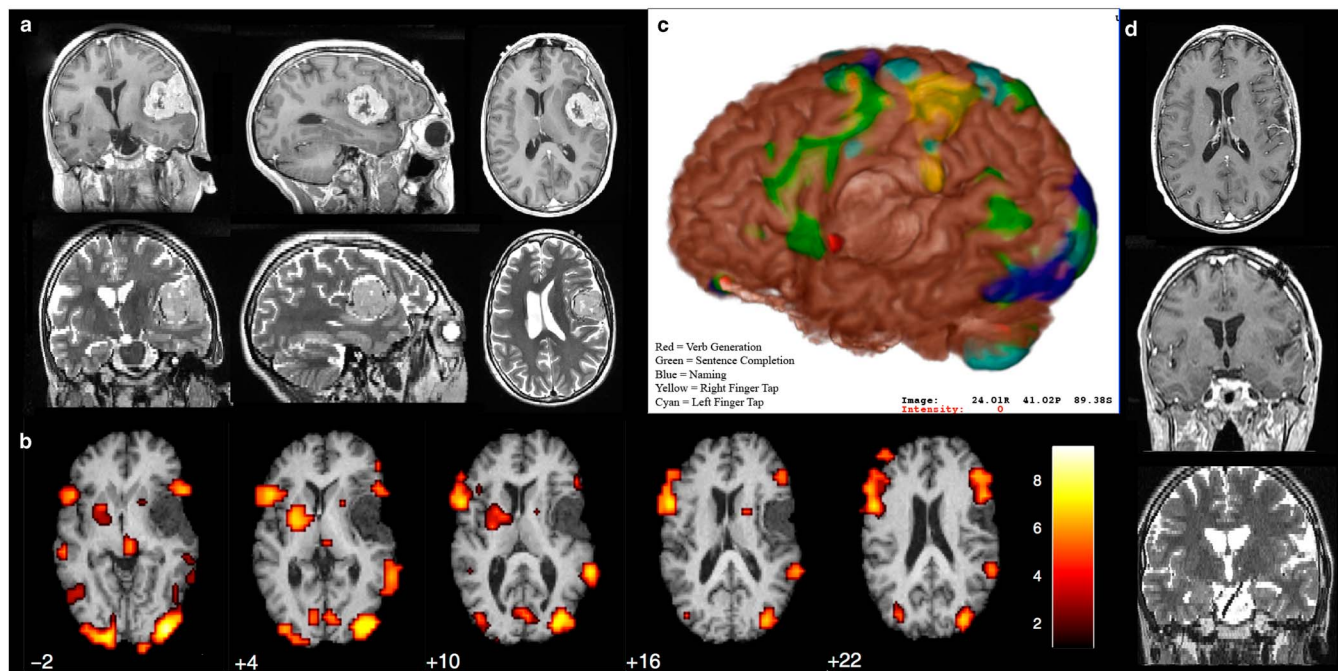 a
c
d
Red = Verb Generation
Green = Sentence Completion
Blue = Naming
Yellow = Right Finger Tap
Cyan = Left Finger Tap
Image: 24.01R 41.02P 89.38S
Intensity: 0
b
8
6
4
2
−2
+4
+10
+16
+22